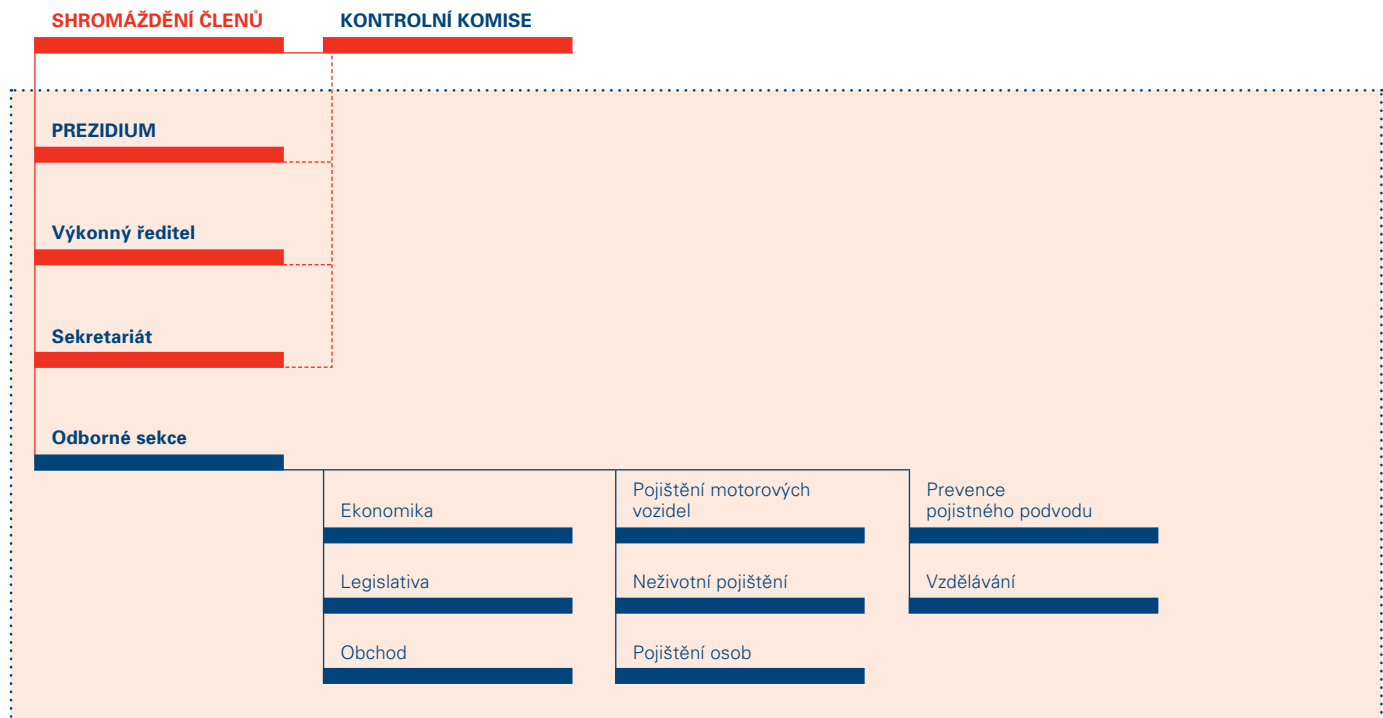 SHROMÁŽDĚNÍ ČLENŮ
KONTROLNÍ KOMISE
PREZIDIUM
Výkonný ředitel
Sekretariát
Odborné sekce
Ekonomika
Legislativa
Obchod
Pojištění motorových
vozidel
Neživotní pojištění
Pojištění osob
Prevence
pojistného podvodu
Vzdělávání